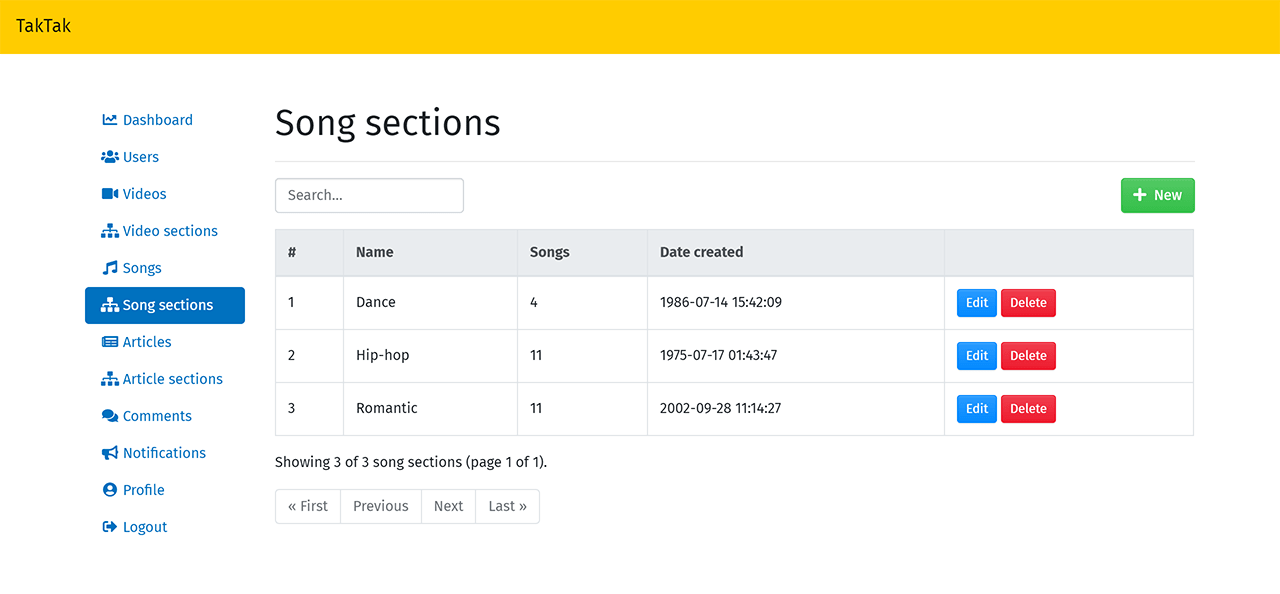 TakTak
Dashboard
Users
Videos
Video sections
Songs
Song sections
Articles
Article sections
Comments
Notifications
Profile
Logout
Song sections
Search...
New
# Name Songs Date created
1 Dance 4 1986-07-14 15:42:09 Edit Delete
2 Hip-hop 11 1975-07-17 01:43:47 Edit Delete
3 Romantic 11 2002-09-28 11:14:27 Edit Delete
Showing 3 of 3 song sections (page 1 of 1).
« First Previous Next Last »